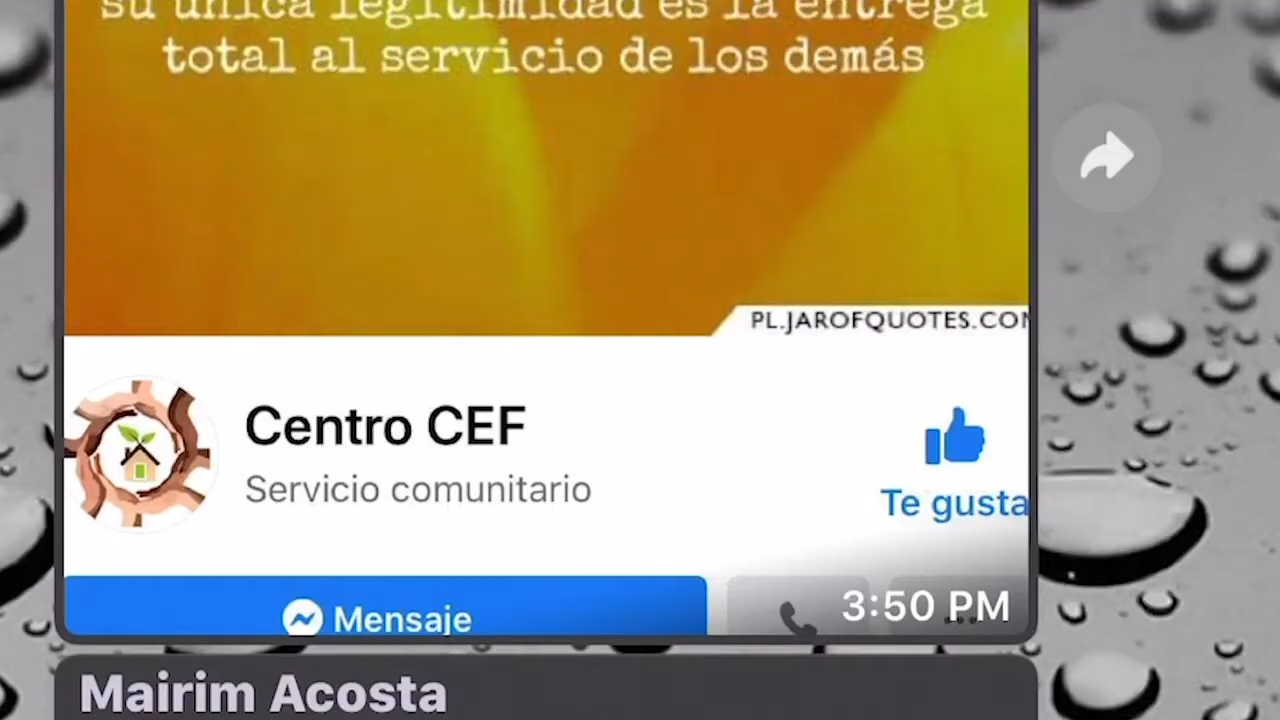 su única legitimidad es la entrega
total al servicio de los demás
PL.JAROFQUOTES.COM
Centro CEF
Servicio comunitario
Te gusta
Mensaje
3:50 PM
Mairim Acosta